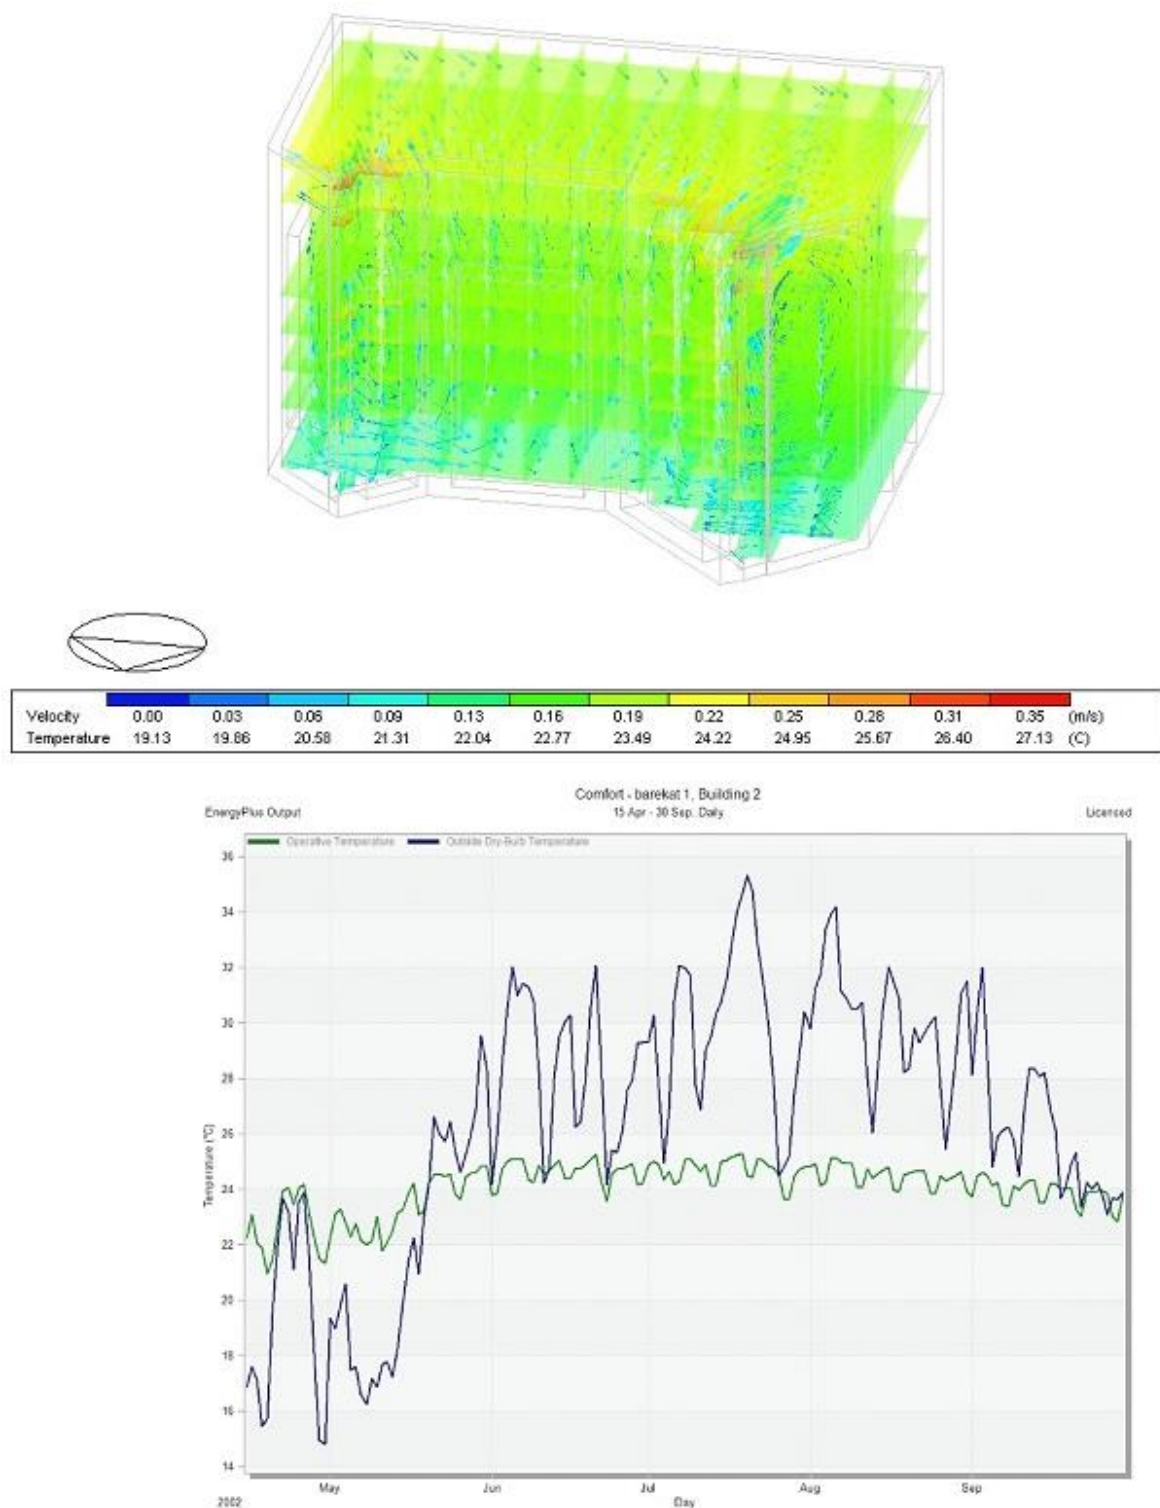 Velocity 0.00 0.03 0.06 0.09 0.13 0.16 0.19 0.22 0.25 0.28 0.31 0.35 (m/s)
Temperature 19.13 19.86 20.58 21.31 22.04 22.77 23.49 24.22 24.95 25.67 26.40 27.13 (C)
Comfort - barekat 1, Building 2
EnergyPlus Output 15 Apr - 30 Sep, Daily Licensed
Operative Temperature Outside Dry-Bulb Temperature
36
34
32
30
28
26
Temperature (°C)
24
22
20
18
16
14
May Jun Jul Aug Sep
2002 Day